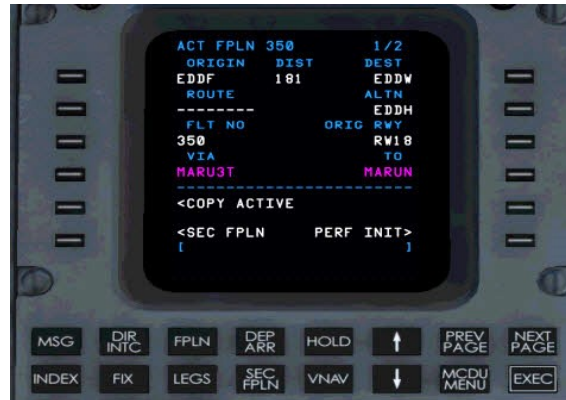 ACT FPLN 350 1/2
ORIGIN DIST DEST
EDDF 181 EDDW
ROUTE ALTN
-------- EDDH
FLT NO ORIG RWY
350 RW18
VIA TO
MARU3T MARUN
------------------------
<COPY ACTIVE
<SEC FPLN PERF INIT>
[ ]
MSG DIR INTC FPLN DEP ARR HOLD ↑ PREV PAGE NEXT PAGE
INDEX FIX LEGS SEC FPLN VNAV ↓ MCDU MENU EXEC